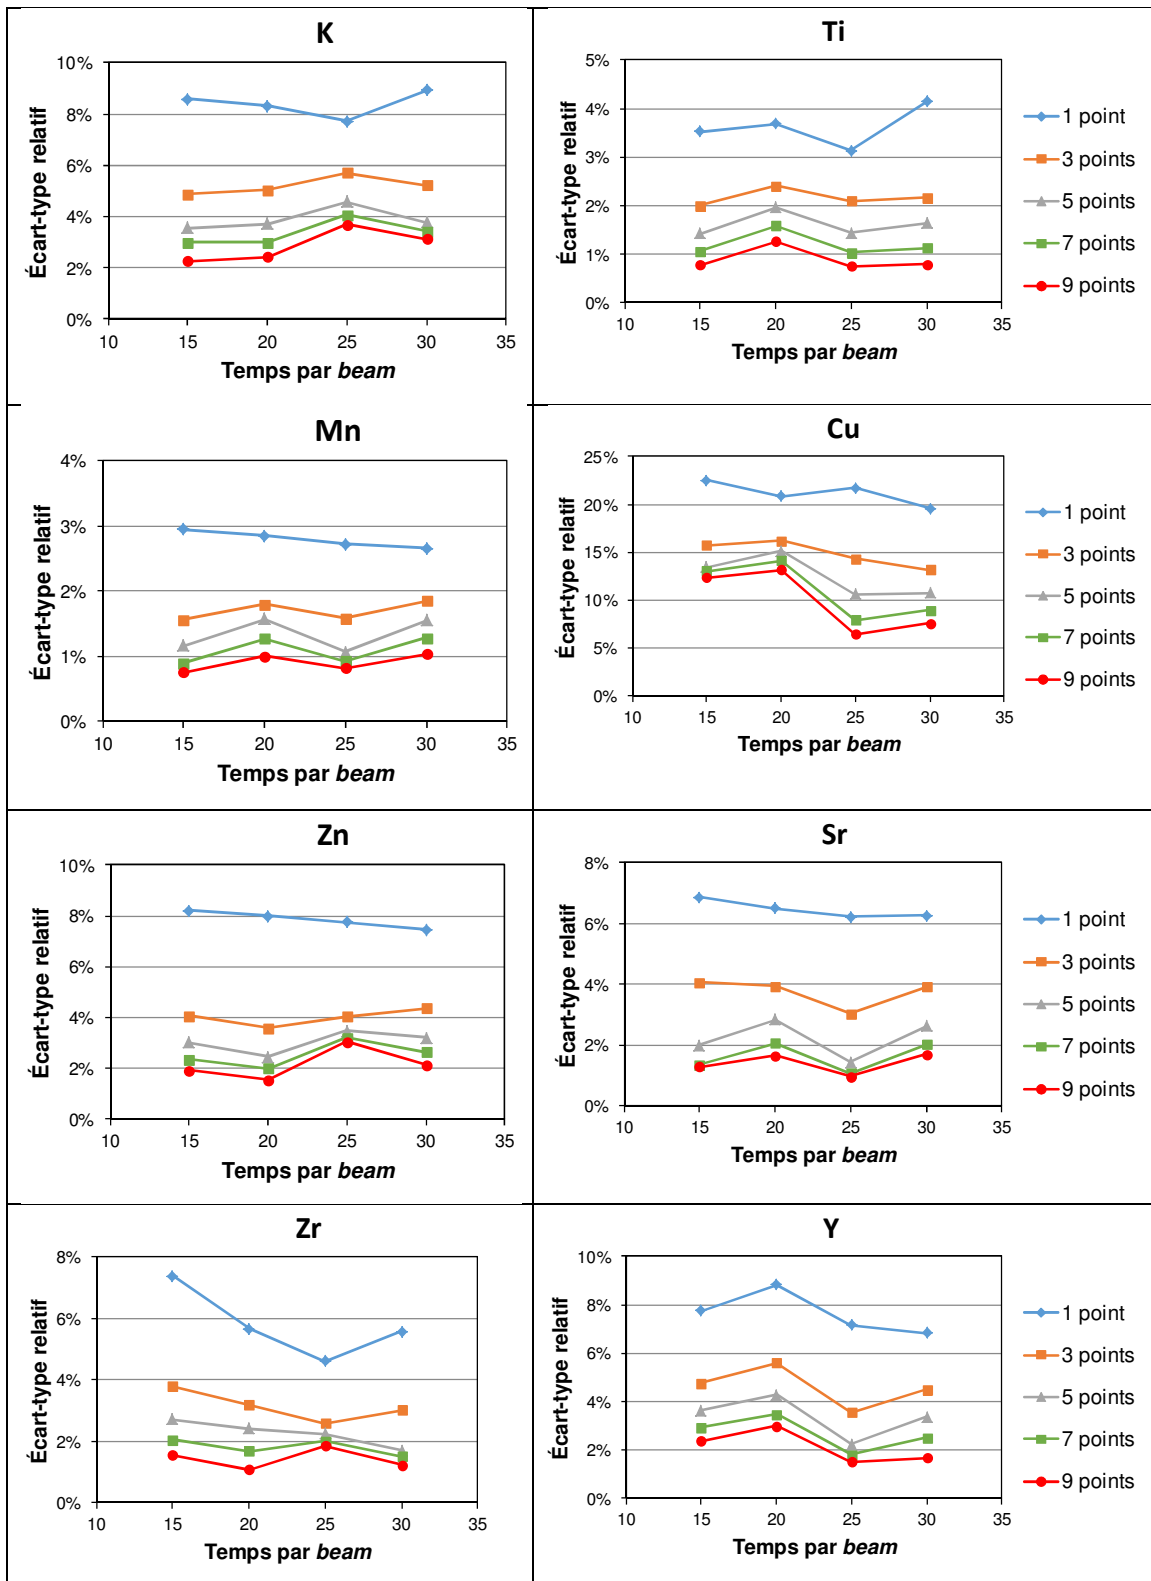 K
10%
8%
6%
4%
2%
0%
Écart-type relatif
10 15 20 25 30 35
Temps par beam
Ti
5%
4%
3%
2%
1%
0%
Écart-type relatif
10 15 20 25 30 35
Temps par beam
1 point
3 points
5 points
7 points
9 points
Mn
4%
3%
2%
1%
0%
Écart-type relatif
10 15 20 25 30 35
Temps par beam
Cu
25%
20%
15%
10%
5%
0%
Écart-type relatif
10 15 20 25 30 35
Temps par beam
1 point
3 points
5 points
7 points
9 points
Zn
10%
8%
6%
4%
2%
0%
Écart-type relatif
10 15 20 25 30 35
Temps par beam
Sr
8%
6%
4%
2%
0%
Écart-type relatif
10 15 20 25 30 35
Temps par beam
1 point
3 points
5 points
7 points
9 points
Zr
8%
6%
4%
2%
0%
Écart-type relatif
10 15 20 25 30 35
Temps par beam
Y
10%
8%
6%
4%
2%
0%
Écart-type relatif
10 15 20 25 30 35
Temps par beam
1 point
3 points
5 points
7 points
9 points